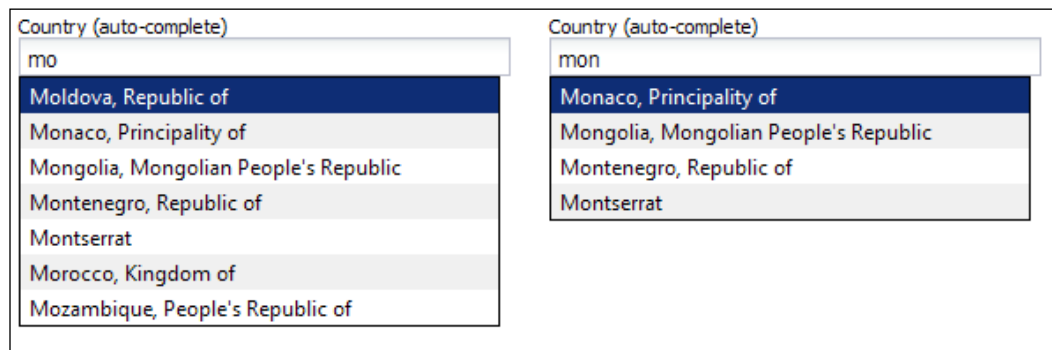 Country (auto-complete)
mo
Moldova, Republic of
Monaco, Principality of
Mongolia, Mongolian People's Republic
Montenegro, Republic of
Montserrat
Morocco, Kingdom of
Mozambique, People's Republic of
Country (auto-complete)
mon
Monaco, Principality of
Mongolia, Mongolian People's Republic
Montenegro, Republic of
Montserrat